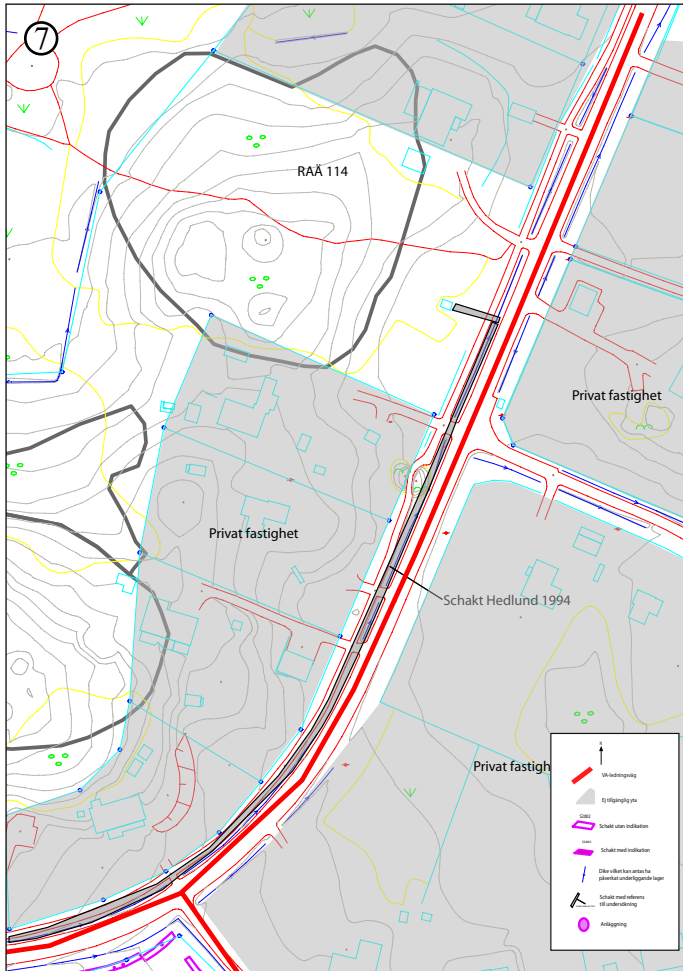 7
RAÄ 114
Privat fastighet
Privat fastighet
Schakt Hedlund 1994
Privat fastigh
VA-ledningsväg
Ej tillgänglig yta
Schakt utan indikation
Schakt med indikation
Dike vilket kan antas ha
påverkat underliggande lager
Schakt med referens
till undersökning
Anläggning